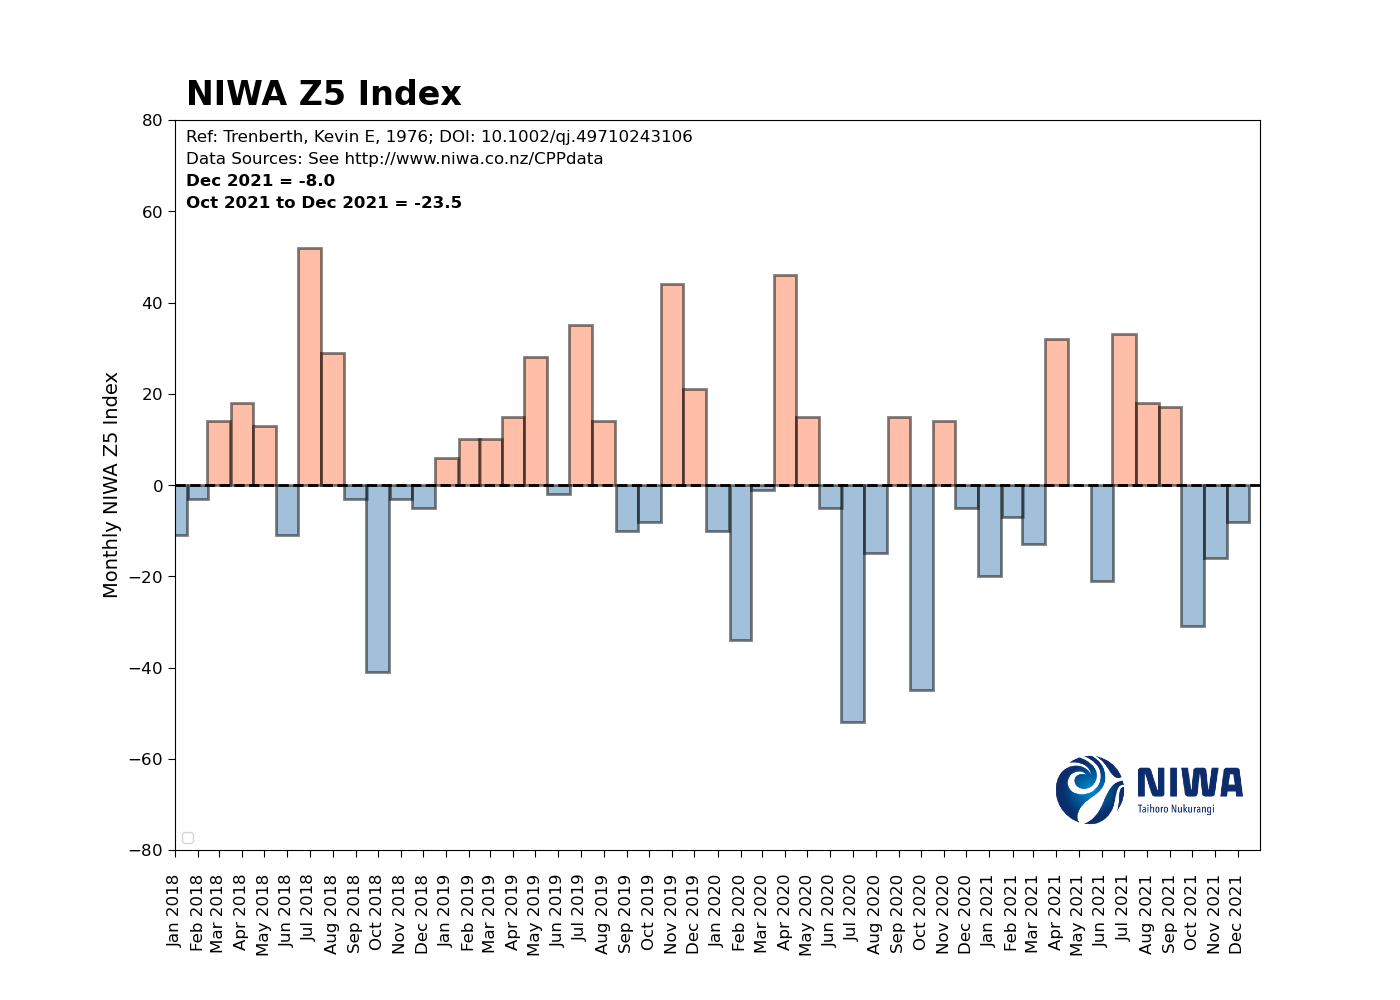 NIWA Z5 Index
Ref: Trenberth, Kevin E, 1976; DOI: 10.1002/qj.49710243106
Data Sources: See http://www.niwa.co.nz/CPPdata
Dec 2021 = -8.0
Oct 2021 to Dec 2021 = -23.5
Monthly NIWA Z5 Index
80
60
40
20
0
−20
−40
−60
−80
NIWA
Taihoro Nukurangi
Jan 2018
Feb 2018
Mar 2018
Apr 2018
May 2018
Jun 2018
Jul 2018
Aug 2018
Sep 2018
Oct 2018
Nov 2018
Dec 2018
Jan 2019
Feb 2019
Mar 2019
Apr 2019
May 2019
Jun 2019
Jul 2019
Aug 2019
Sep 2019
Oct 2019
Nov 2019
Dec 2019
Jan 2020
Feb 2020
Mar 2020
Apr 2020
May 2020
Jun 2020
Jul 2020
Aug 2020
Sep 2020
Oct 2020
Nov 2020
Dec 2020
Jan 2021
Feb 2021
Mar 2021
Apr 2021
May 2021
Jun 2021
Jul 2021
Aug 2021
Sep 2021
Oct 2021
Nov 2021
Dec 2021